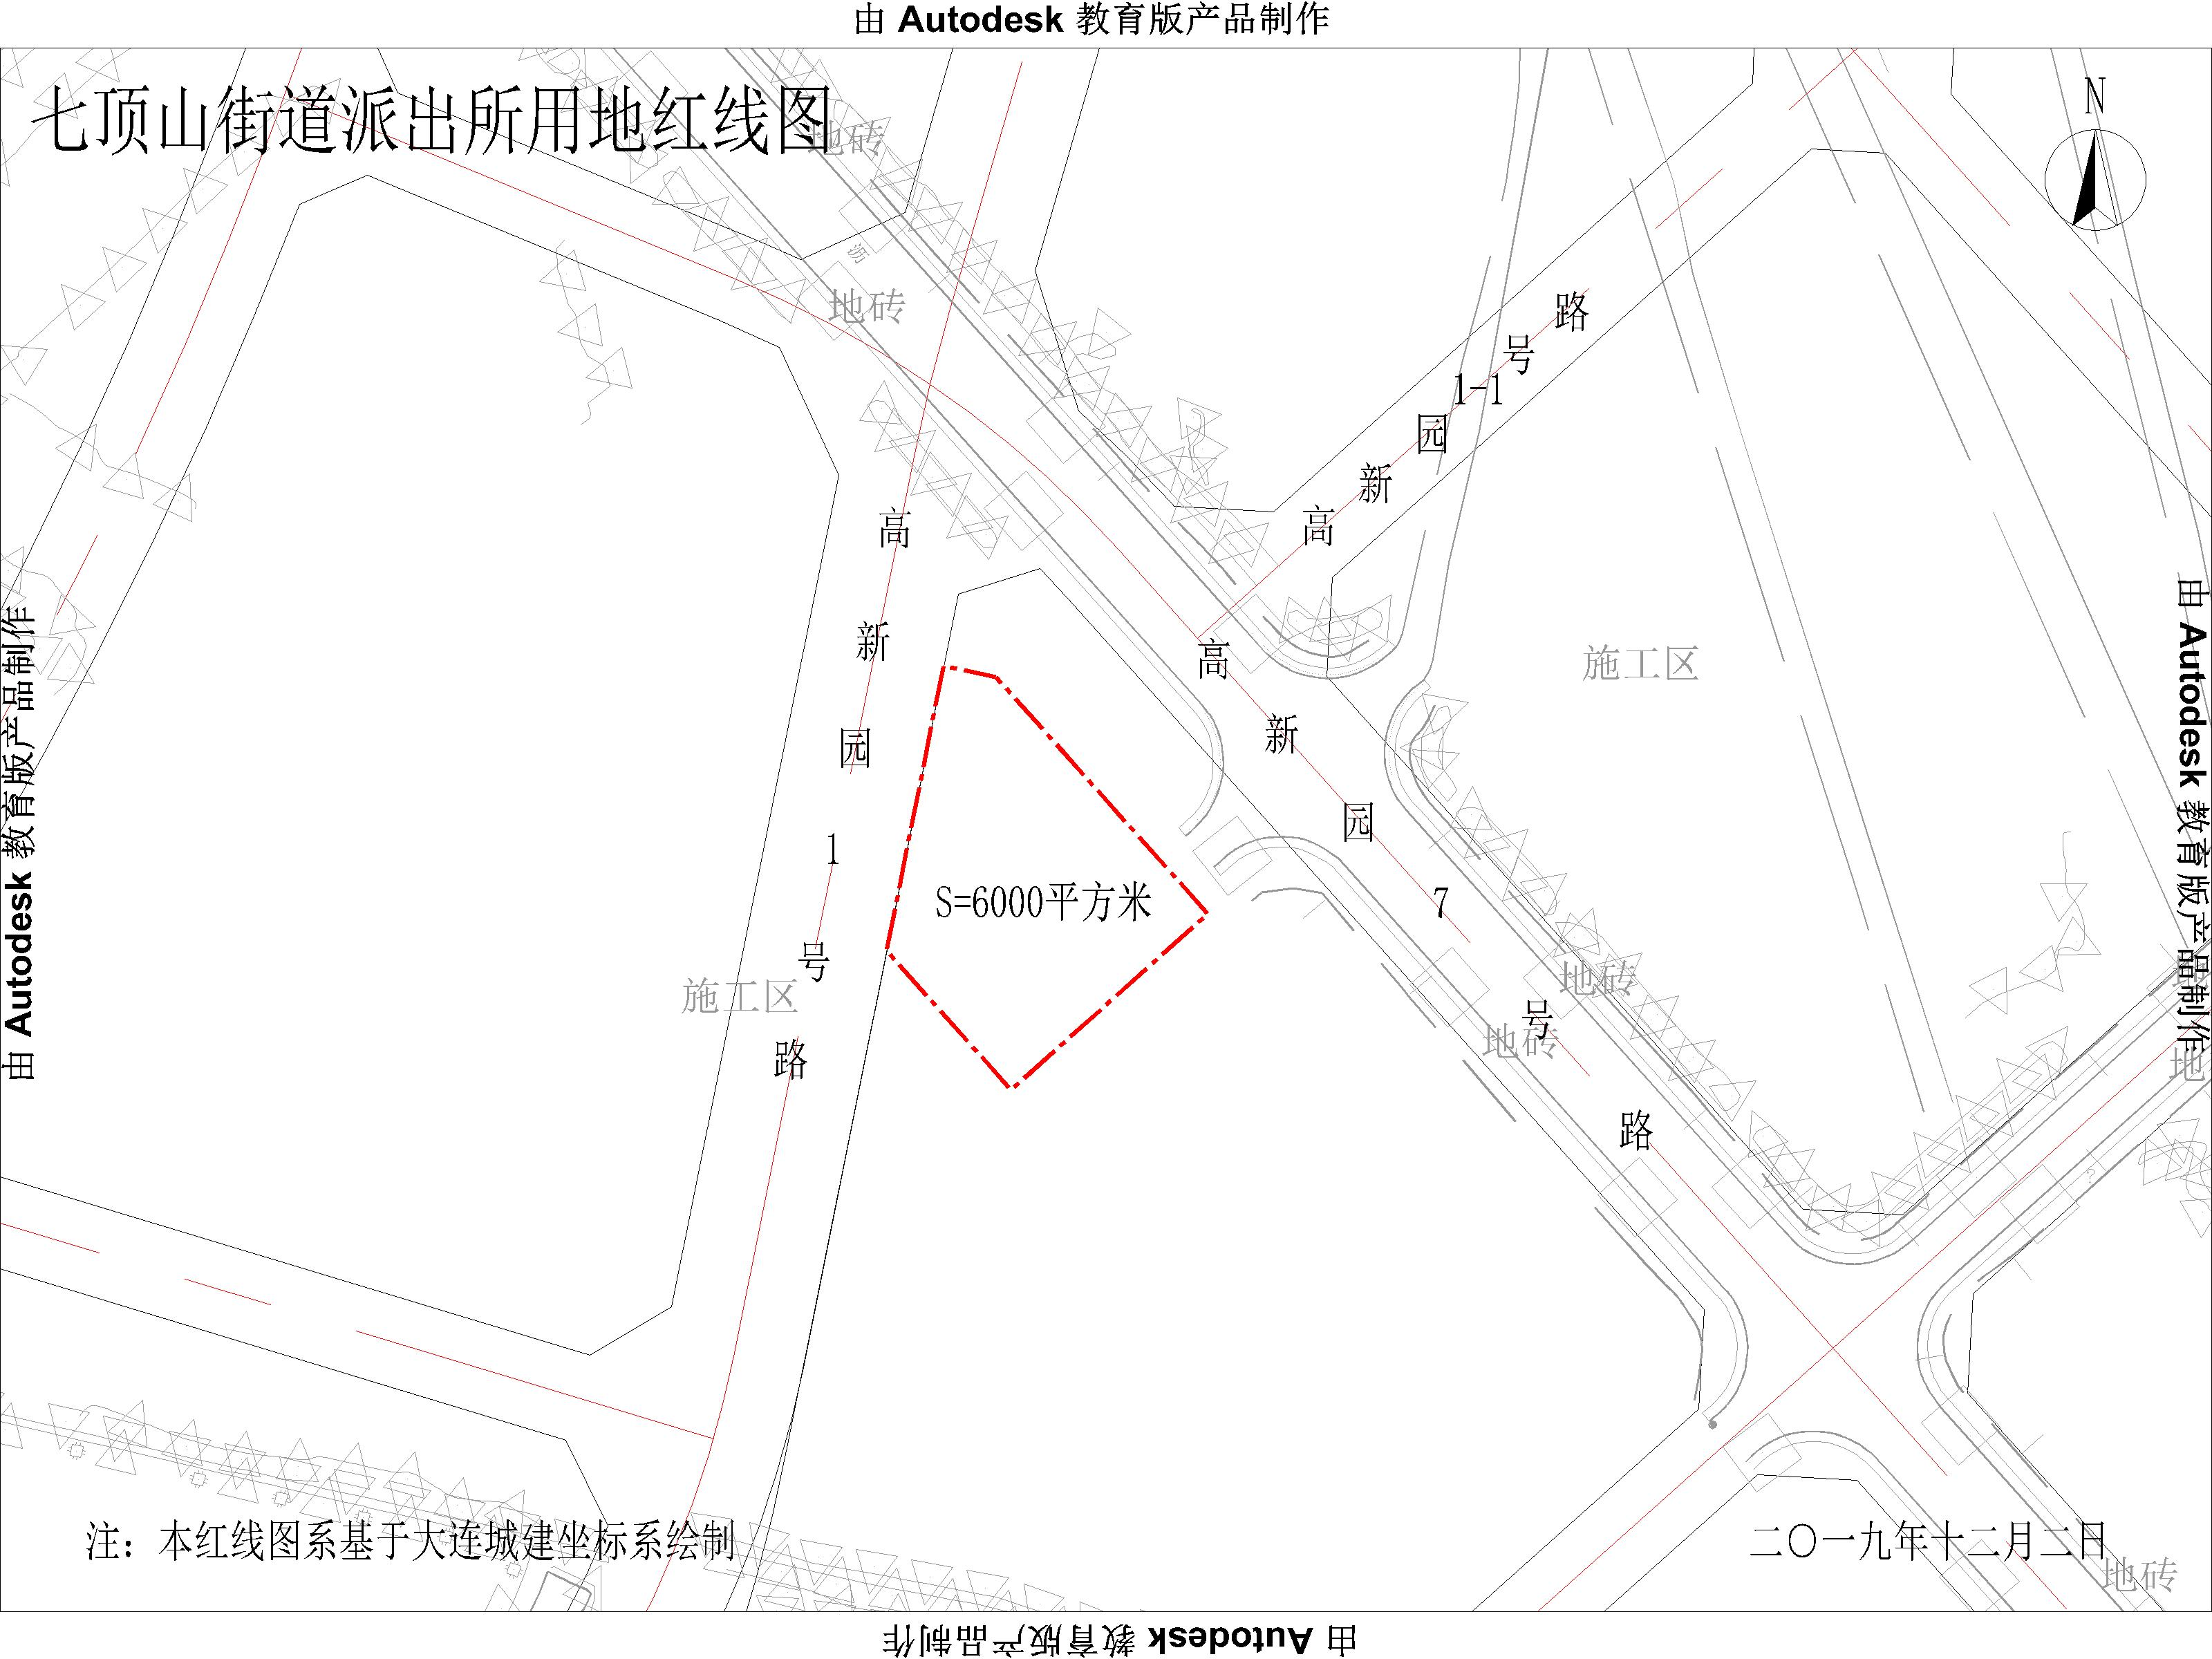 由 Autodesk 教育版产品制作
七顶山街道派出所用地红线图
N
地砖
沥
地砖
高新园1-1号路
高新园1号路
高新园7号路
施工区
S=6000平方米
施工区
地砖
地砖
地
?
由 Autodesk 教育版产品制作
由 Autodesk 教育版产品制作
注：本红线图系基于大连城建坐标系绘制
二〇一九年十二月二日
地砖
由 Autodesk 教育版产品制作